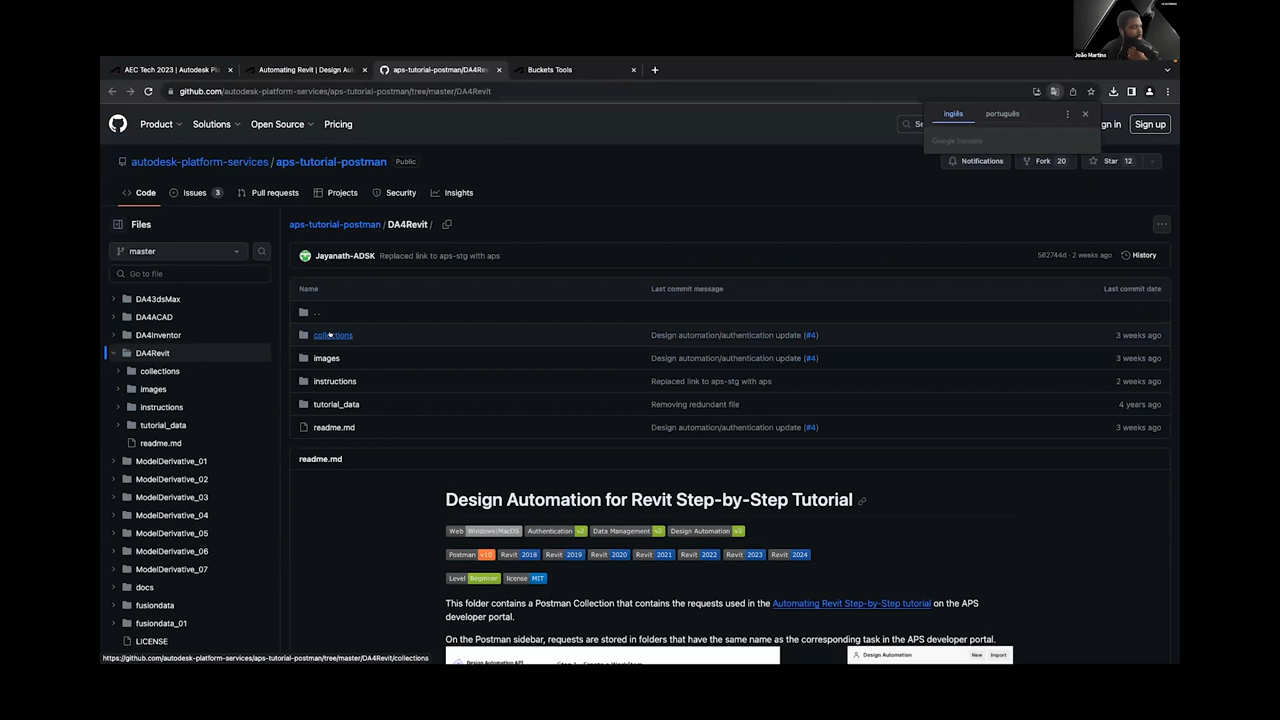 João Martins
AEC Tech 2023 | Autodesk Pl
Automating Revit | Design Aut
aps-tutorial-postman/DA4Rev
Buckets Tools
github.com/autodesk-platform-services/aps-tutorial-postman/tree/master/DA4Revit
inglês português
Google Translate
Product Solutions Open Source Pricing
Sign up
autodesk-platform-services / aps-tutorial-postman Public
Notifications Fork 20 Star 12
Code Issues 3 Pull requests Projects Security Insights
Files
aps-tutorial-postman / DA4Revit /
master
Go to file
Jayanath-ADSK Replaced link to aps-stg with aps 562744d · 2 weeks ago History
Name Last commit message Last commit date
DA43dsMax
..
DA4ACAD
DA4Inventor
collections Design automation/authentication update (#4) 3 weeks ago
DA4Revit
images Design automation/authentication update (#4) 3 weeks ago
collections
instructions Replaced link to aps-stg with aps 2 weeks ago
images
tutorial_data Removing redundant file 4 years ago
instructions
readme.md Design automation/authentication update (#4) 3 weeks ago
tutorial_data
readme.md
readme.md
ModelDerivative_01
ModelDerivative_02
ModelDerivative_03
ModelDerivative_04
ModelDerivative_05
ModelDerivative_06
ModelDerivative_07
docs
fusiondata
fusiondata_01
LICENSE
Design Automation for Revit Step-by-Step Tutorial
Web Windows|MacOS Authentication v2 Data Management v2 Design Automation v3
Postman v10 Revit 2018 Revit 2019 Revit 2020 Revit 2021 Revit 2022 Revit 2023 Revit 2024
Level Beginner license MIT
This folder contains a Postman Collection that contains the requests used in the Automating Revit Step-by-Step tutorial on the APS
developer portal.
On the Postman sidebar, requests are stored in folders that have the same name as the corresponding task in the APS developer portal.
Design Automation New Import
https://github.com/autodesk-platform-services/aps-tutorial-postman/tree/master/DA4Revit/collections